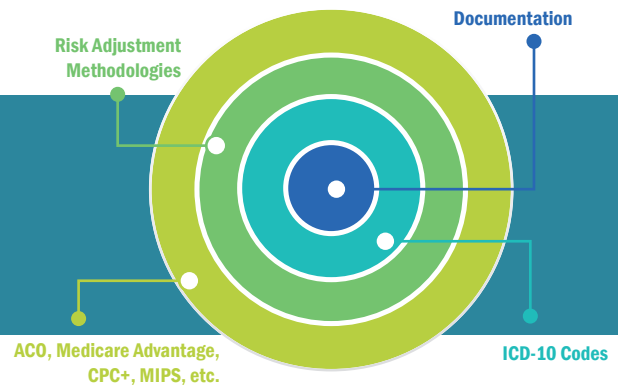 Documentation
Risk Adjustment
Methodologies
ACO, Medicare Advantage,
CPC+, MIPS, etc.
ICD-10 Codes